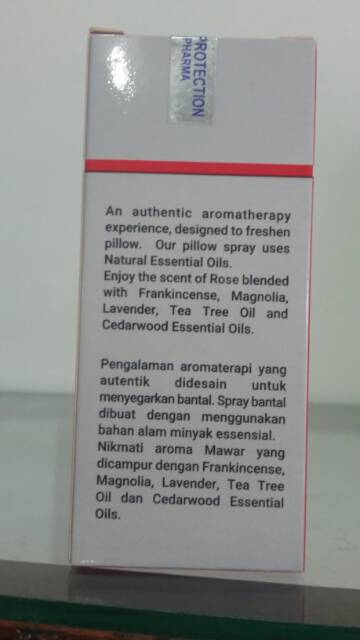 PROTECTION
PHARMA
An authentic aromatherapy
experience, designed to freshen
pillow. Our pillow spray uses
Natural Essential Oils.
Enjoy the scent of Rose blended
with Frankincense, Magnolia,
Lavender, Tea Tree Oil and
Cedarwood Essential Oils.
Pengalaman aromaterapi yang
autentik didesain untuk
menyegarkan bantal. Spray bantal
dibuat dengan menggunakan
bahan alam minyak essensial.
Nikmati aroma Mawar yang
dicampur dengan Frankincense,
Magnolia, Lavender, Tea Tree
Oil dan Cedarwood Essential
Oils.